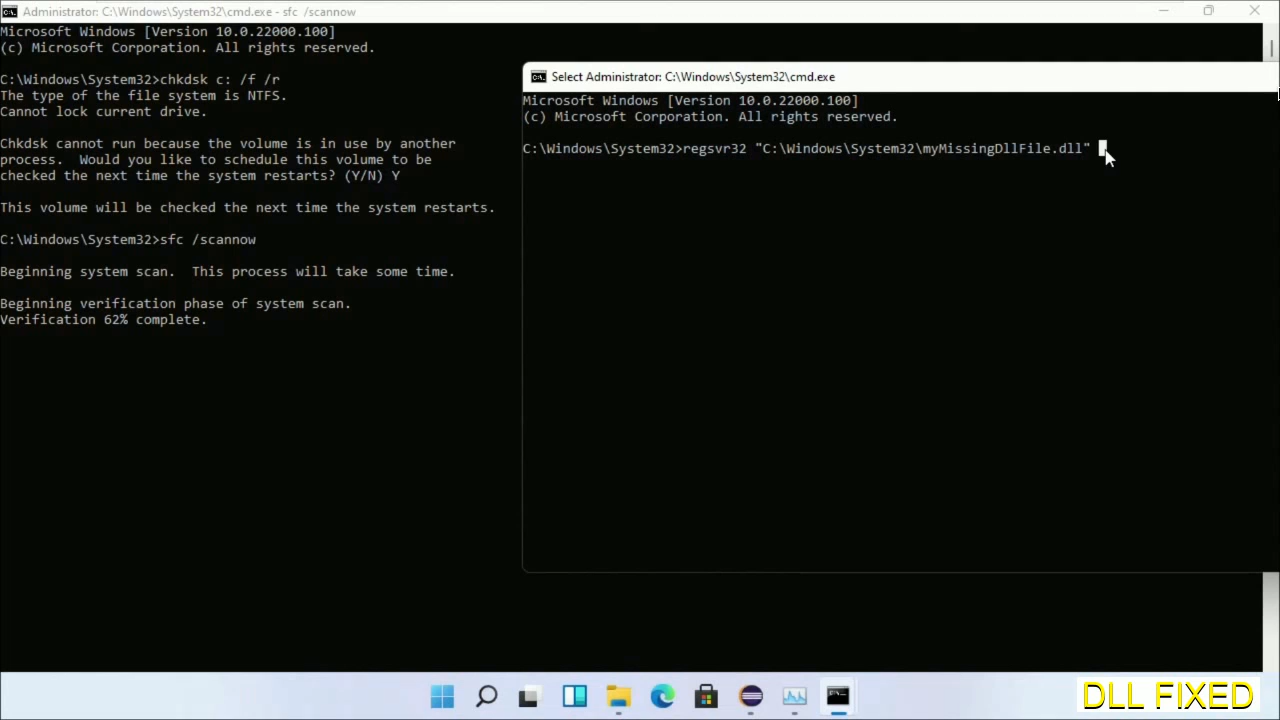 Administrator: C:\Windows\System32\cmd.exe - sfc /scannow
Microsoft Windows [Version 10.0.22000.100]
(c) Microsoft Corporation. All rights reserved.
C:\Windows\System32>chkdsk c: /f /r
The type of the file system is NTFS.
Cannot lock current drive.
Chkdsk cannot run because the volume is in use by another
process.  Would you like to schedule this volume to be
checked the next time the system restarts? (Y/N) Y
This volume will be checked the next time the system restarts.
C:\Windows\System32>sfc /scannow
Beginning system scan.  This process will take some time.
Beginning verification phase of system scan.
Verification 62% complete.
Select Administrator: C:\Windows\System32\cmd.exe
Microsoft Windows [Version 10.0.22000.100]
(c) Microsoft Corporation. All rights reserved.
C:\Windows\System32>regsvr32 "C:\Windows\System32\myMissingDllFile.dll"
DLL FIXED